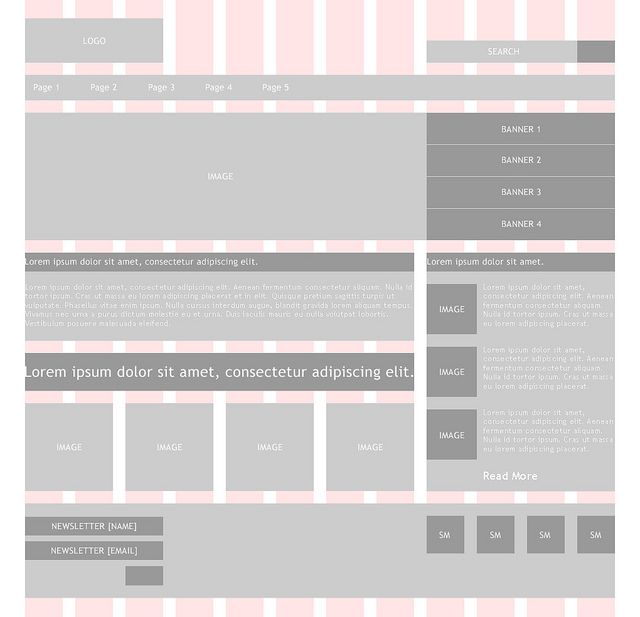 LOGO
SEARCH
Page 1
Page 2
Page 3
Page 4
Page 5
IMAGE
BANNER 1
BANNER 2
BANNER 3
BANNER 4
Lorem ipsum dolor sit amet, consectetur adipiscing elit.
Lorem ipsum dolor sit amet, consectetur adipiscing elit. Aenean fermentum consectetur aliquam. Nulla id
tortor ipsum. Cras ut massa eu lorem adipiscing placerat et in elit. Quisque pretium sagittis turpis ut
vulputate. Phasellus vitae enim ipsum. Nulla cursus interdum augue, blandit gravida lorem aliquam tempus.
Vivamus nec urna a purus dictum molestie eu et urna. Duis iaculis mauris eu nulla volutpat lobortis.
Vestibulum posuere malesuada eleifend.
Lorem ipsum dolor sit amet, consectetur adipiscing elit.
IMAGE
IMAGE
IMAGE
IMAGE
Lorem ipsum dolor sit amet.
IMAGE
Lorem ipsum dolor sit amet,
consectetur adipiscing elit. Aenean
fermentum consectetur aliquam.
Nulla id tortor ipsum. Cras ut massa
eu lorem adipiscing placerat.
IMAGE
Lorem ipsum dolor sit amet,
consectetur adipiscing elit. Aenean
fermentum consectetur aliquam.
Nulla id tortor ipsum. Cras ut massa
eu lorem adipiscing placerat.
IMAGE
Lorem ipsum dolor sit amet,
consectetur adipiscing elit. Aenean
fermentum consectetur aliquam.
Nulla id tortor ipsum. Cras ut massa
eu lorem adipiscing placerat.
Read More
NEWSLETTER [NAME]
NEWSLETTER [EMAIL]
SM
SM
SM
SM